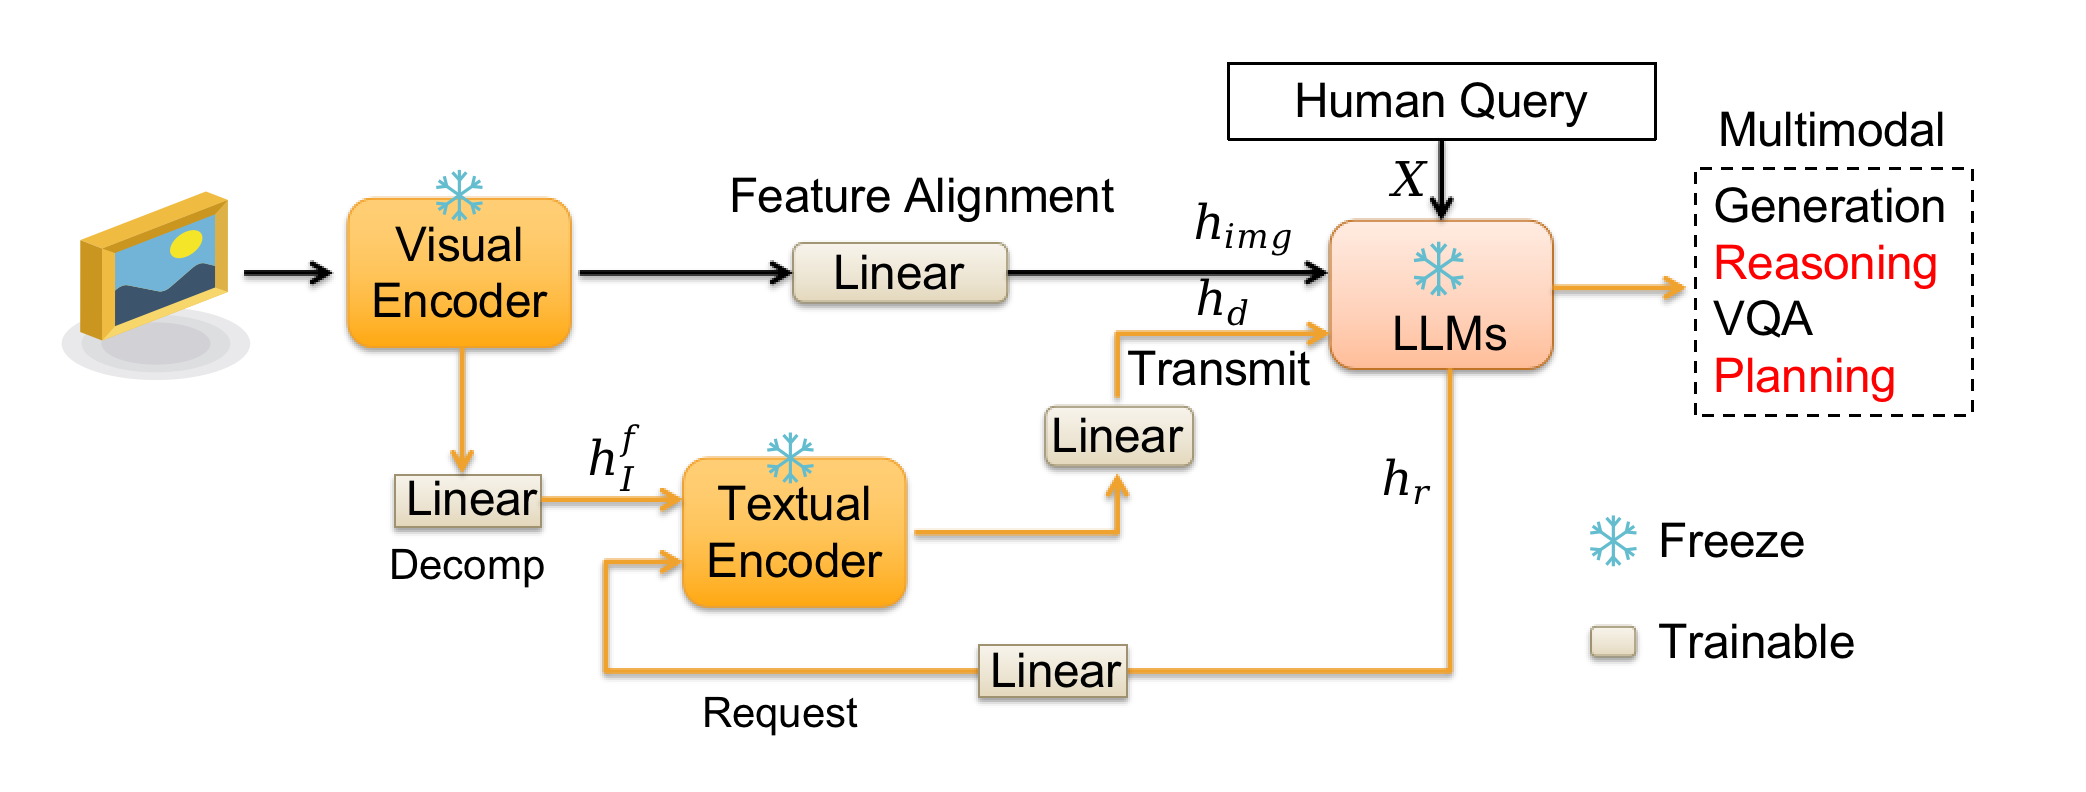 Human Query
Multimodal
X
Generation
Reasoning
VQA
Planning
Feature Alignment
Visual
Encoder
Linear
h_{img}
h_d
LLMs
Transmit
Linear
h_I^f
Linear
Decomp
Textual
Encoder
h_r
Linear
Request
Freeze
Trainable